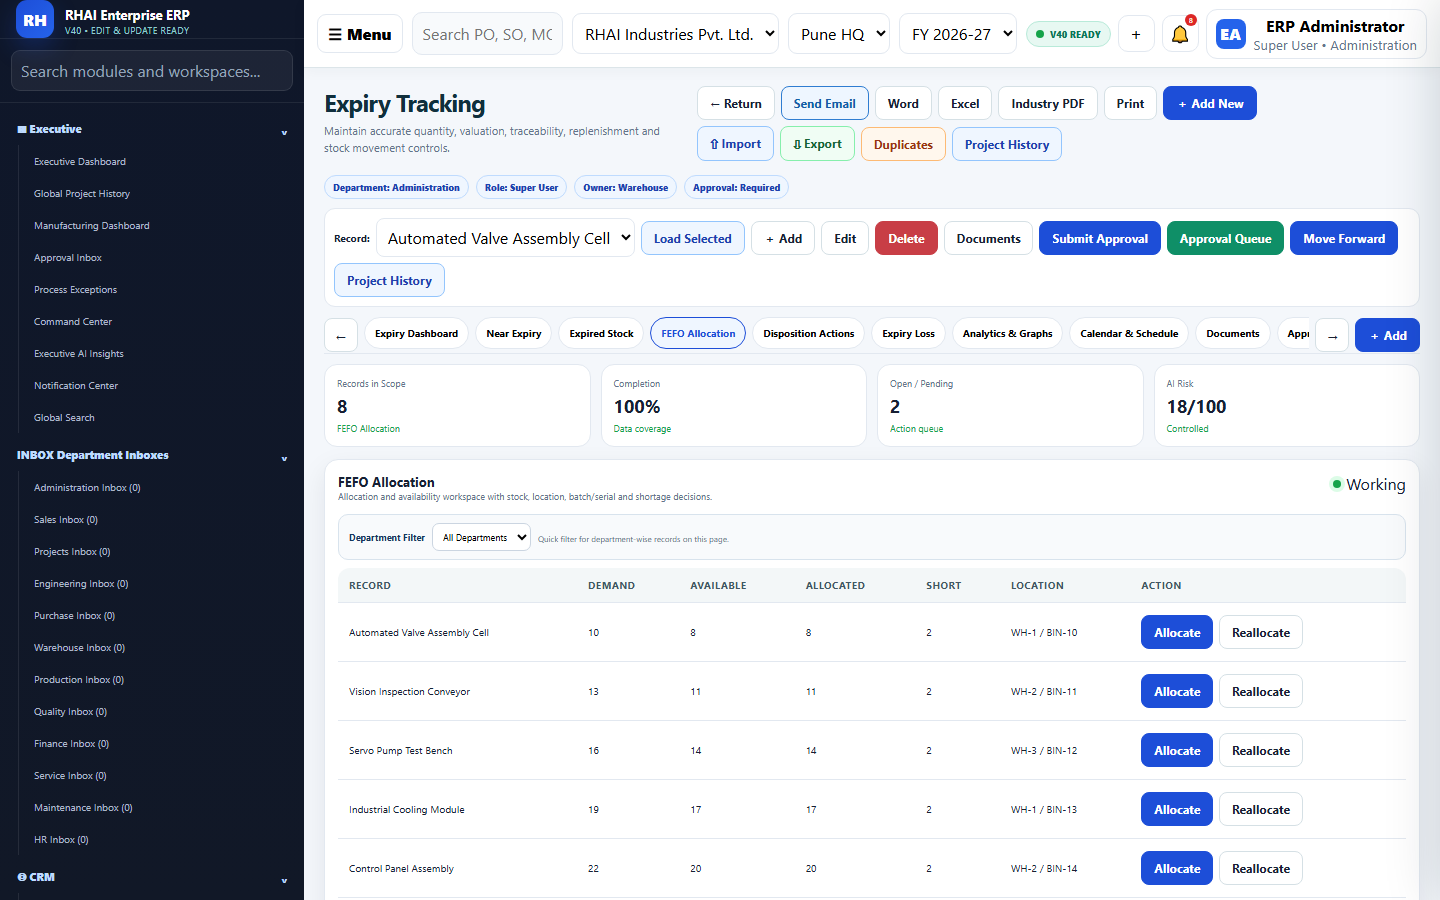 RH
RHAI Enterprise ERP
V40 • EDIT & UPDATE READY
Search modules and workspaces...
Executive
Executive Dashboard
Global Project History
Manufacturing Dashboard
Approval Inbox
Process Exceptions
Command Center
Executive AI Insights
Notification Center
Global Search
INBOX Department Inboxes
Administration Inbox (0)
Sales Inbox (0)
Projects Inbox (0)
Engineering Inbox (0)
Purchase Inbox (0)
Warehouse Inbox (0)
Production Inbox (0)
Quality Inbox (0)
Finance Inbox (0)
Service Inbox (0)
Maintenance Inbox (0)
HR Inbox (0)
CRM
☰ Menu
Search PO, SO, MC
RHAI Industries Pvt. Ltd.
Pune HQ
FY 2026-27
V40 READY
+
8
EA
ERP Administrator
Super User • Administration
Expiry Tracking
Maintain accurate quantity, valuation, traceability, replenishment and
stock movement controls.
← Return
Send Email
Word
Excel
Industry PDF
Print
+ Add New
⇧ Import
⇩ Export
Duplicates
Project History
Department: Administration
Role: Super User
Owner: Warehouse
Approval: Required
Record:
Automated Valve Assembly Cell
Load Selected
+ Add
Edit
Delete
Documents
Submit Approval
Approval Queue
Move Forward
Project History
←
Expiry Dashboard
Near Expiry
Expired Stock
FEFO Allocation
Disposition Actions
Expiry Loss
Analytics & Graphs
Calendar & Schedule
Documents
Appr
→
+ Add
Records in Scope
8
FEFO Allocation
Completion
100%
Data coverage
Open / Pending
2
Action queue
AI Risk
18/100
Controlled
FEFO Allocation
Allocation and availability workspace with stock, location, batch/serial and shortage decisions.
Working
Department Filter
All Departments
Quick filter for department-wise records on this page.
RECORD DEMAND AVAILABLE ALLOCATED SHORT LOCATION ACTION
Automated Valve Assembly Cell 10 8 8 2 WH-1 / BIN-10 Allocate Reallocate
Vision Inspection Conveyor 13 11 11 2 WH-2 / BIN-11 Allocate Reallocate
Servo Pump Test Bench 16 14 14 2 WH-3 / BIN-12 Allocate Reallocate
Industrial Cooling Module 19 17 17 2 WH-1 / BIN-13 Allocate Reallocate
Control Panel Assembly 22 20 20 2 WH-2 / BIN-14 Allocate Reallocate